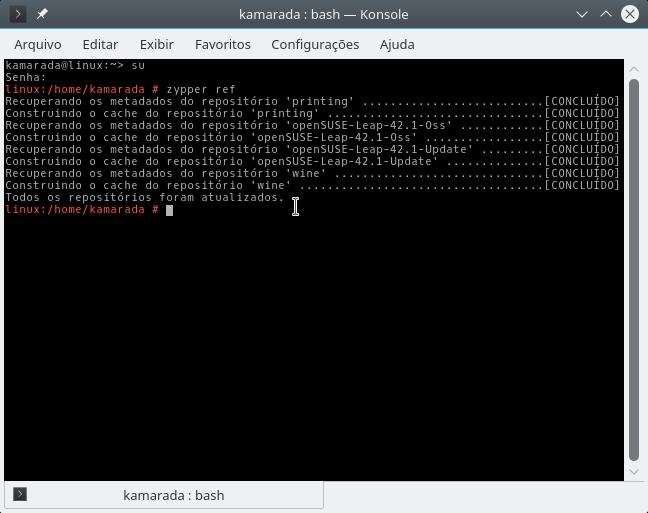 kamarada : bash — Konsole
Arquivo Editar Exibir Favoritos Configurações Ajuda
kamarada@linux:~> su
Senha:
linux:/home/kamarada # zypper ref
Recuperando os metadados do repositório 'printing' ..........................[CONCLUÍDO]
Construindo o cache do repositório 'printing' ...............................[CONCLUÍDO]
Recuperando os metadados do repositório 'openSUSE-Leap-42.1-Oss' ............[CONCLUÍDO]
Construindo o cache do repositório 'openSUSE-Leap-42.1-Oss' .................[CONCLUÍDO]
Recuperando os metadados do repositório 'openSUSE-Leap-42.1-Update' .........[CONCLUÍDO]
Construindo o cache do repositório 'openSUSE-Leap-42.1-Update' ..............[CONCLUÍDO]
Recuperando os metadados do repositório 'wine' ..............................[CONCLUÍDO]
Construindo o cache do repositório 'wine' ...................................[CONCLUÍDO]
Todos os repositórios foram atualizados.
linux:/home/kamarada #
kamarada : bash